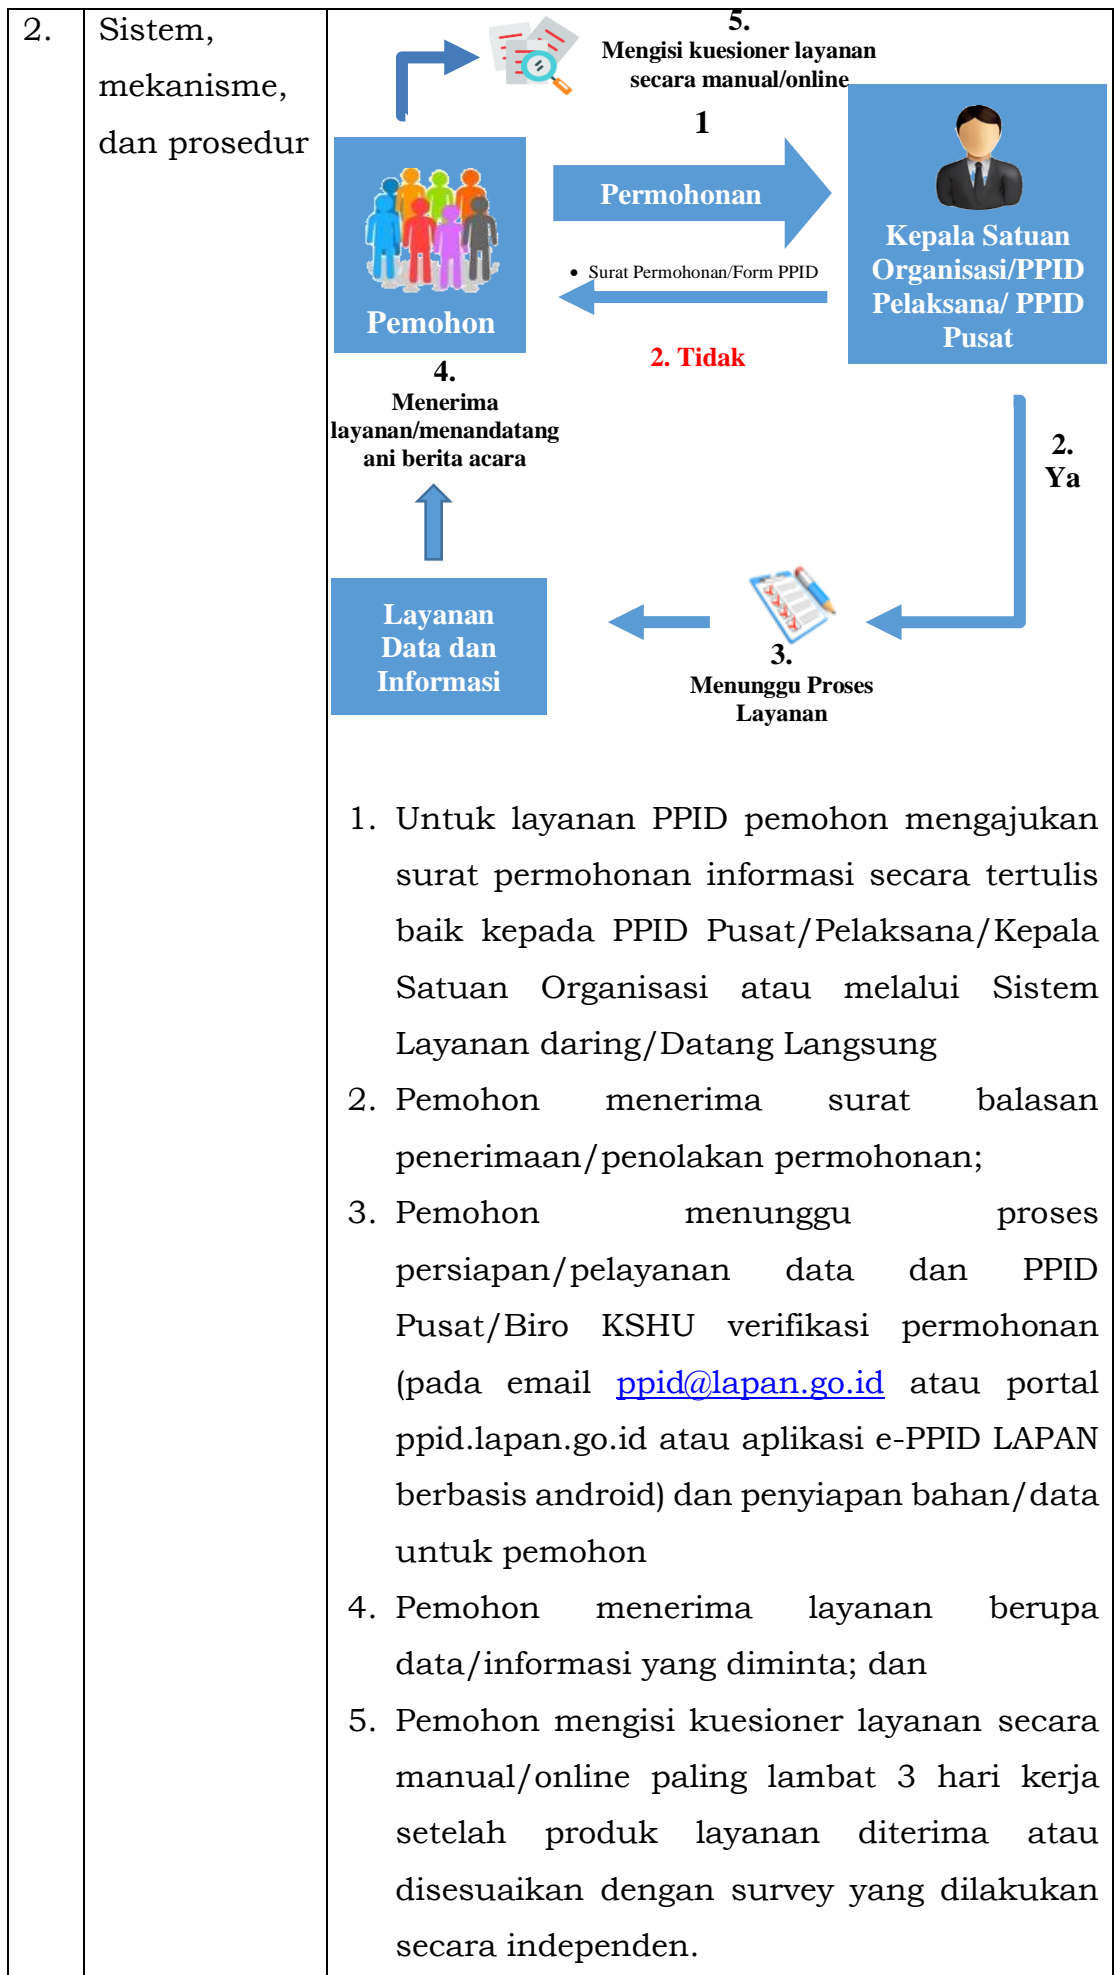 2.
Sistem,
mekanisme,
dan prosedur
5.
Mengisi kuesioner layanan
secara manual/online
1
Permohonan
• Surat Permohonan/Form PPID
2. Tidak
Pemohon
Kepala Satuan
Organisasi/PPID
Pelaksana/ PPID
Pusat
2.
Ya
3.
Menunggu Proses
Layanan
Layanan
Data dan
Informasi
4.
Menerima
layanan/menandatang
ani berita acara
1. Untuk layanan PPID pemohon mengajukan
surat permohonan informasi secara tertulis
baik kepada PPID Pusat/Pelaksana/Kepala
Satuan Organisasi atau melalui Sistem
Layanan daring/Datang Langsung
2. Pemohon menerima surat balasan
penerimaan/penolakan permohonan;
3. Pemohon menunggu proses
persiapan/pelayanan data dan PPID
Pusat/Biro KSHU verifikasi permohonan
(pada email ppid@lapan.go.id atau portal
ppid.lapan.go.id atau aplikasi e-PPID LAPAN
berbasis android) dan penyiapan bahan/data
untuk pemohon
4. Pemohon menerima layanan berupa
data/informasi yang diminta; dan
5. Pemohon mengisi kuesioner layanan secara
manual/online paling lambat 3 hari kerja
setelah produk layanan diterima atau
disesuaikan dengan survey yang dilakukan
secara independen.